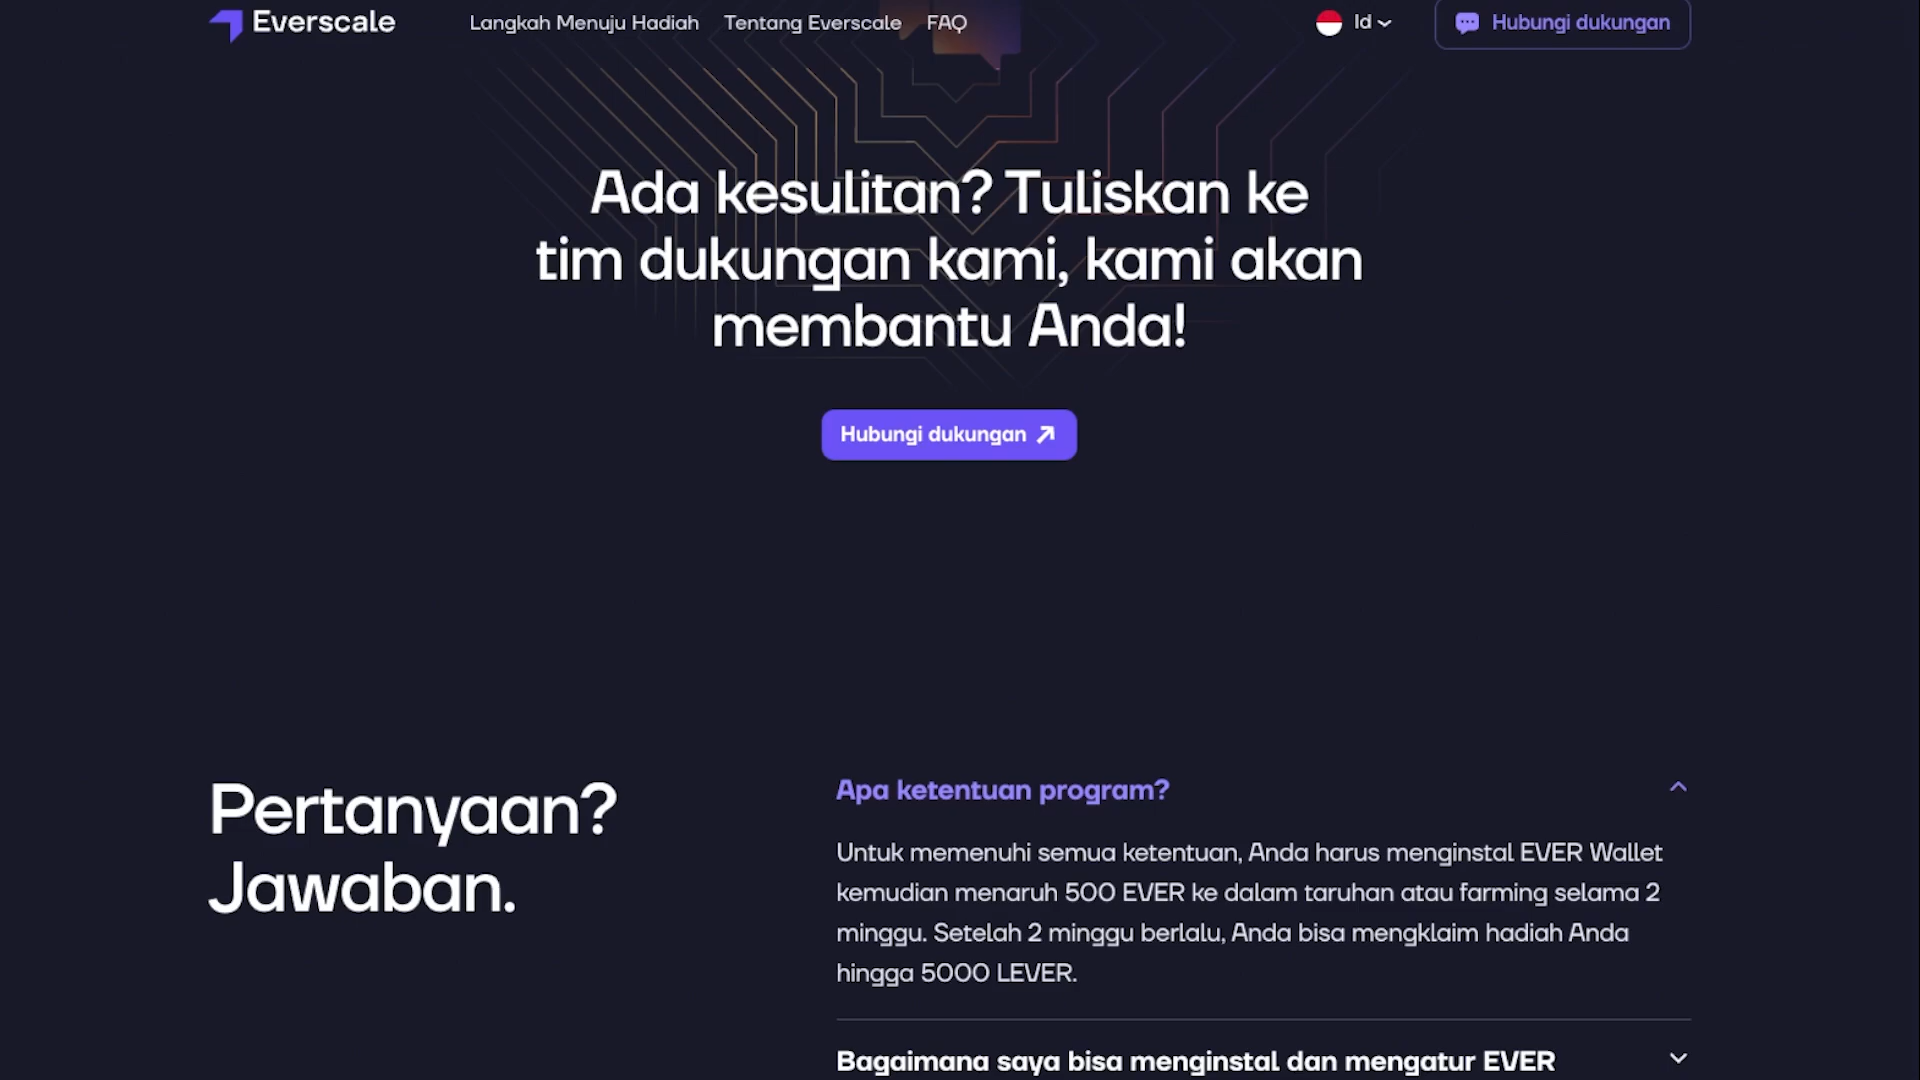 Everscale
Langkah Menuju Hadiah
Tentang Everscale
FAQ
Id
Hubungi dukungan
Ada kesulitan? Tuliskan ke
tim dukungan kami, kami akan
membantu Anda!
Hubungi dukungan
Pertanyaan?
Jawaban.
Apa ketentuan program?
Untuk memenuhi semua ketentuan, Anda harus menginstal EVER Wallet
kemudian menaruh 500 EVER ke dalam taruhan atau farming selama 2
minggu. Setelah 2 minggu berlalu, Anda bisa mengklaim hadiah Anda
hingga 5000 LEVER.
Bagaimana saya bisa menginstal dan mengatur EVER